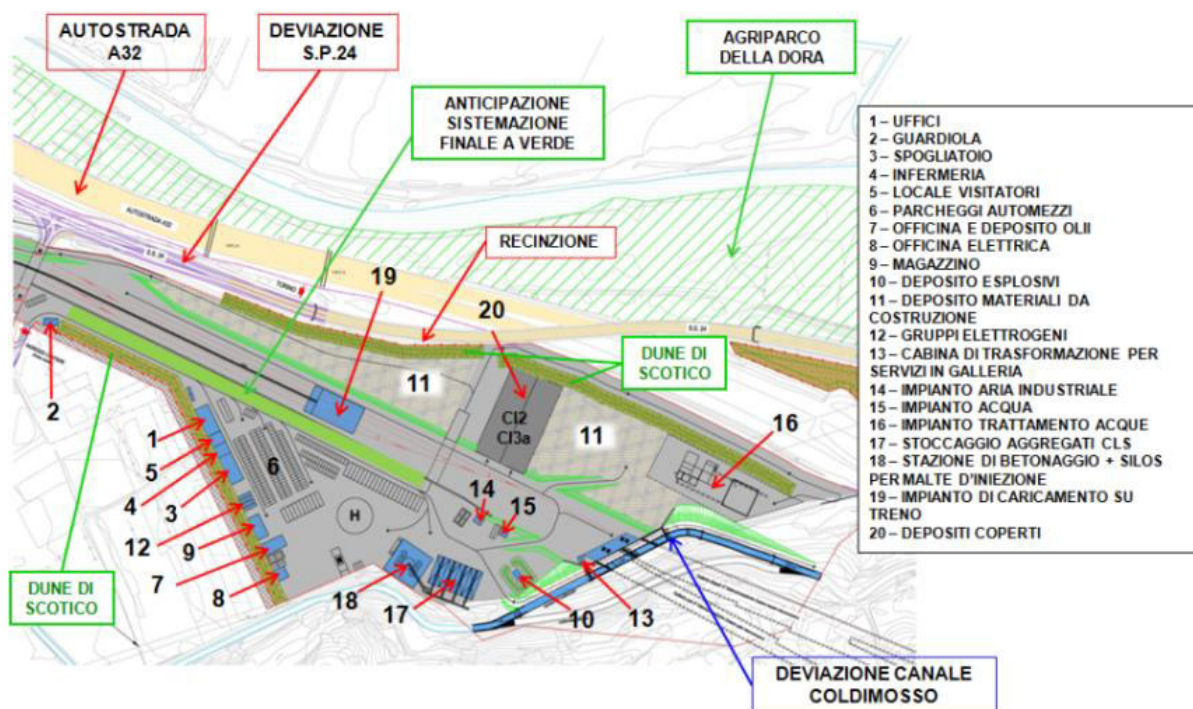 AUTOSTRADA
A32
DEVIAZIONE
S.P.24
AGRIPARCO
DELLA DORA
ANTICIPAZIONE
SISTEMAZIONE
FINALE A VERDE
1 – UFFICI
2 – GUARDIOLA
3 – SPOGLIATOIO
4 – INFERMERIA
5 – LOCALE VISITATORI
6 – PARCHEGGI AUTOMEZZI
7 – OFFICINA E DEPOSITO OLII
8 – OFFICINA ELETTRICA
9 – MAGAZZINO
10 – DEPOSITO ESPLOSIVI
11 – DEPOSITO MATERIALI DA
COSTRUZIONE
12 – GRUPPI ELETTROGENI
13 – CABINA DI TRASFORMAZIONE PER
SERVIZI IN GALLERIA
14 – IMPIANTO ARIA INDUSTRIALE
15 – IMPIANTO ACQUA
16 – IMPIANTO TRATTAMENTO ACQUE
17 – STOCCAGGIO AGGREGATI CLS
18 – STAZIONE DI BETONAGGIO + SILOS
PER MALTE D'INIEZIONE
19 – IMPIANTO DI CARICAMENTO SU
TRENO
20 – DEPOSITI COPERTI
AUTOSTRADA A32
RECINZIONE
19
TORINO
20
S.S. 24
DUNE DI
SCOTICO
11
2
CI2
CI3a
11
16
1
5
6
4
14
15
3
H
12
9
7
DUNE DI
SCOTICO
8
18
17
10
13
DEVIAZIONE CANALE
COLDIMOSSO